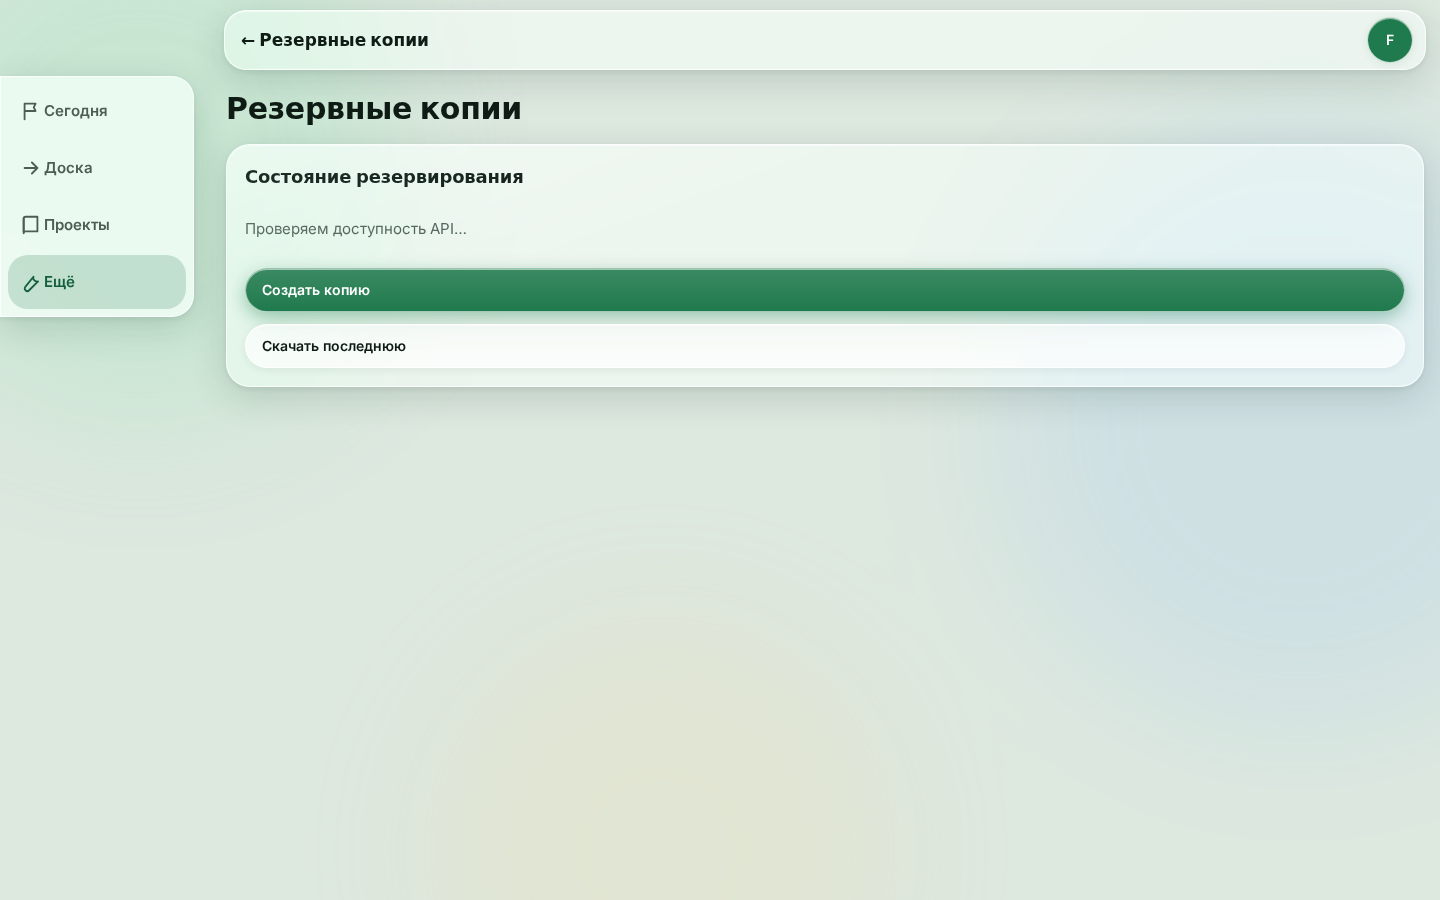 ← Резервные копии
F
Сегодня
Доска
Проекты
Ещё
Резервные копии
Состояние резервирования
Проверяем доступность API...
Создать копию
Скачать последнюю